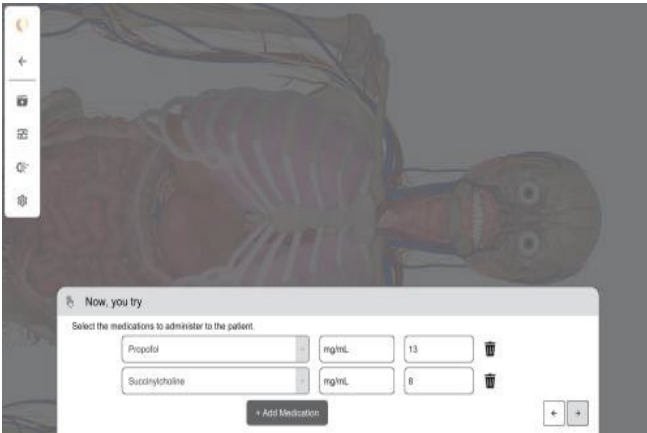 Now, you try
Select the medications to administer to the patient.
Propofol mg/mL 13
Succinylcholine mg/mL 8
+ Add Medication